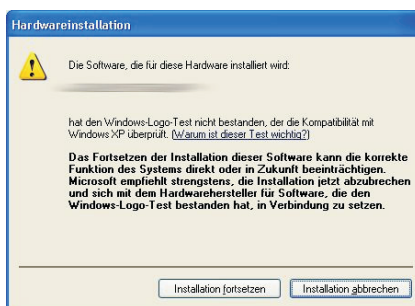 Hardwareinstallation
Die Software, die für diese Hardware installiert wird:
hat den Windows-Logo-Test nicht bestanden, der die Kompatibilität mit
Windows XP überprüft. (Warum ist dieser Test wichtig?)
Das Fortsetzen der Installation dieser Software kann die korrekte
Funktion des Systems direkt oder in Zukunft beeinträchtigen.
Microsoft empfiehlt strengstens, die Installation jetzt abzubrechen
und sich mit dem Hardwarehersteller für Software, die den
Windows-Logo-Test bestanden hat, in Verbindung zu setzen.
Installation fortsetzen
Installation abbrechen